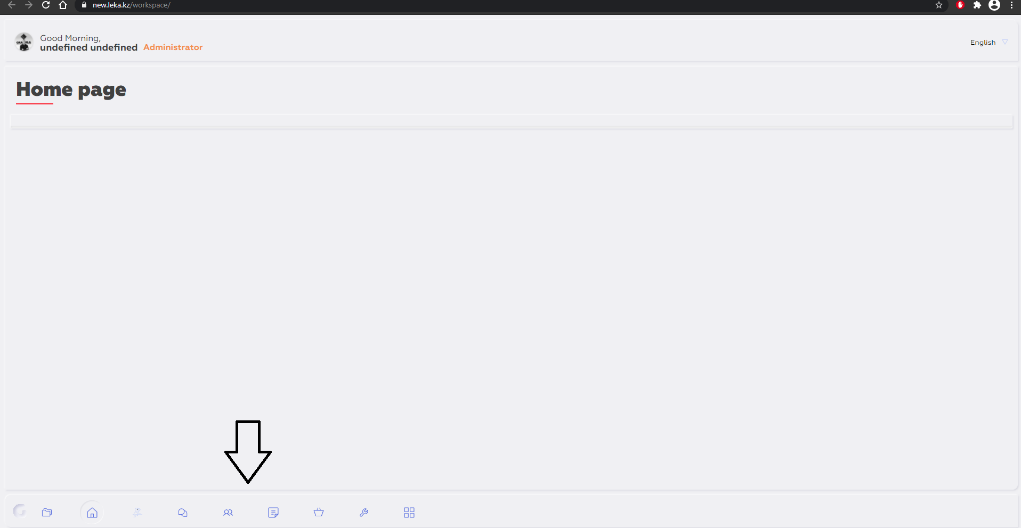 new.leka.kz/workspace/
Good Morning,
undefined undefined Administrator
English
Home page